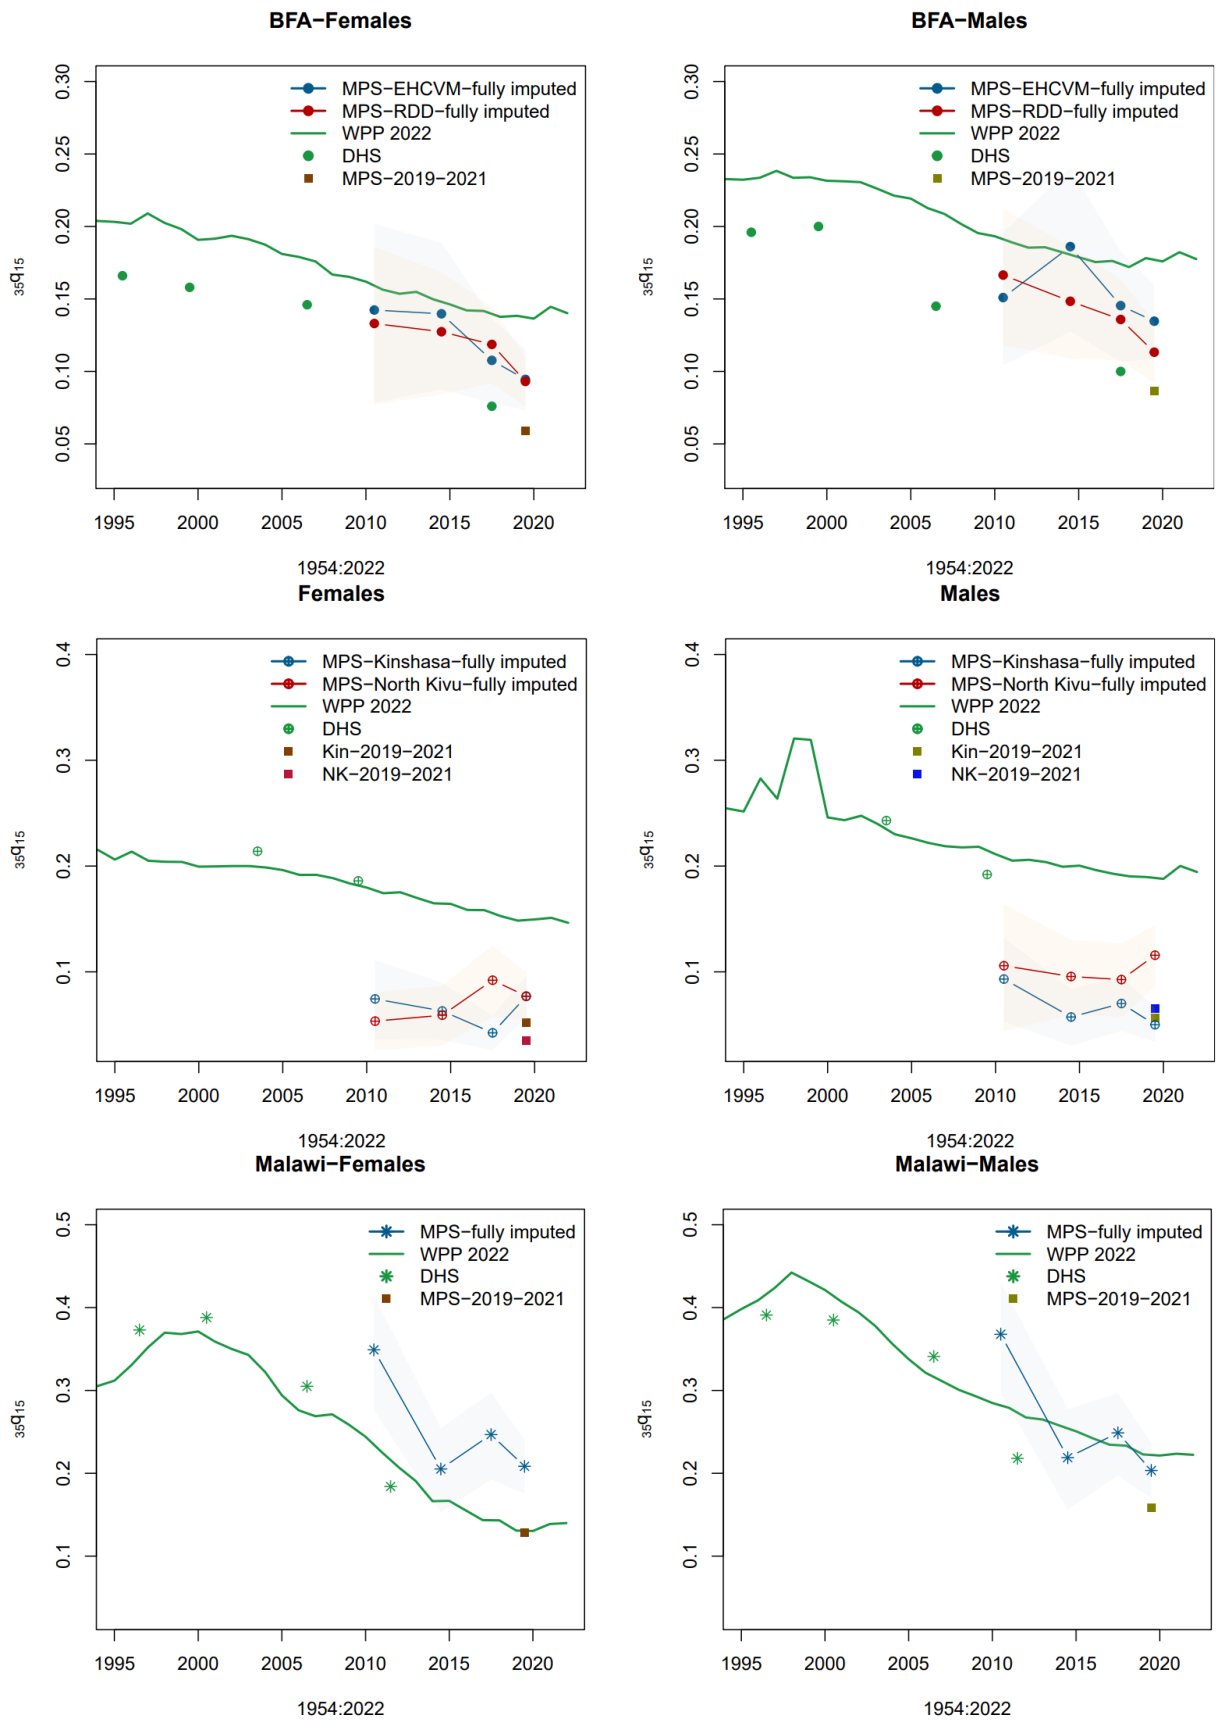 BFA−Females
0.30
0.25
0.20
0.15
0.10
0.05
35q15
MPS−EHCVM−fully imputed
MPS−RDD−fully imputed
WPP 2022
DHS
MPS−2019−2021
1995 2000 2005 2010 2015 2020
1954:2022
BFA−Males
0.30
0.25
0.20
0.15
0.10
0.05
35q15
MPS−EHCVM−fully imputed
MPS−RDD−fully imputed
WPP 2022
DHS
MPS−2019−2021
1995 2000 2005 2010 2015 2020
1954:2022
Females
0.4
0.3
0.2
0.1
35q15
MPS−Kinshasa−fully imputed
MPS−North Kivu−fully imputed
WPP 2022
DHS
Kin−2019−2021
NK−2019−2021
1995 2000 2005 2010 2015 2020
1954:2022
Males
0.4
0.3
0.2
0.1
35q15
MPS−Kinshasa−fully imputed
MPS−North Kivu−fully imputed
WPP 2022
DHS
Kin−2019−2021
NK−2019−2021
1995 2000 2005 2010 2015 2020
1954:2022
Malawi−Females
0.5
0.4
0.3
0.2
0.1
35q15
MPS−fully imputed
WPP 2022
DHS
MPS−2019−2021
1995 2000 2005 2010 2015 2020
1954:2022
Malawi−Males
0.5
0.4
0.3
0.2
0.1
35q15
MPS−fully imputed
WPP 2022
DHS
MPS−2019−2021
1995 2000 2005 2010 2015 2020
1954:2022